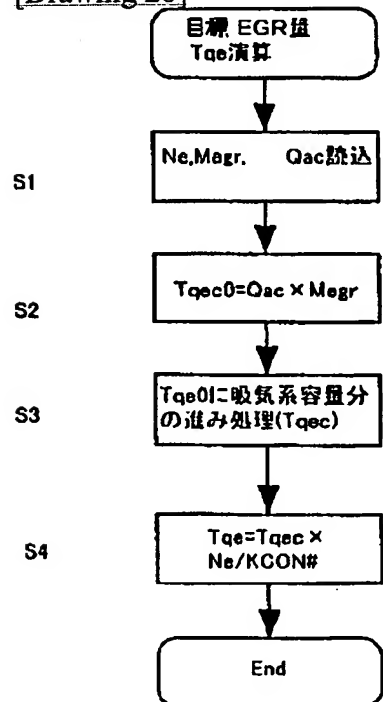 [Drawing 28]
目標 EGR量
Tqe演算
Ne,Megr, Qac読込
S1
Tqec0=Qac × Megr
S2
Tqe0に吸気系容量分
の進み処理(Tqec)
S3
Tqe=Tqec ×
Ne/KCON#
S4
End